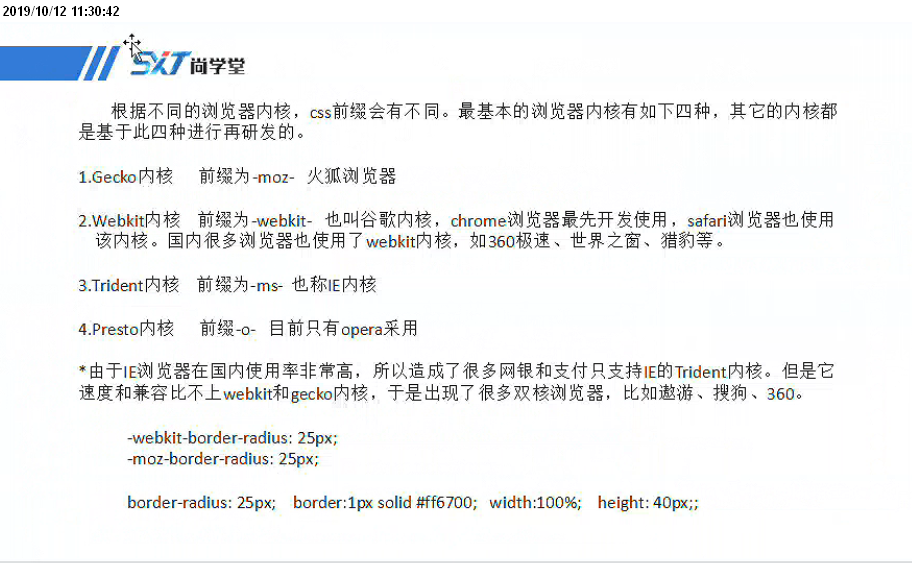 2019/10/12 11:30:42
SXT 尚学堂
根据不同的浏览器内核，css前缀会有不同。最基本的浏览器内核有如下四种，其它的内核都
是基于此四种进行再研发的。
1.Gecko内核 前缀为-moz- 火狐浏览器
2.Webkit内核 前缀为-webkit- 也叫谷歌内核，chrome浏览器最先开发使用，safari浏览器也使用
该内核。国内很多浏览器也使用了webkit内核，如360极速、世界之窗、猎豹等。
3.Trident内核 前缀为-ms- 也称IE内核
4.Presto内核 前缀-o- 目前只有opera采用
*由于IE浏览器在国内使用率非常高，所以造成了很多网银和支付只支持IE的Trident内核。但是它
速度和兼容比不上webkit和gecko内核，于是出现了很多双核浏览器，比如遨游、搜狗、360。
-webkit-border-radius: 25px;
-moz-border-radius: 25px;
border-radius: 25px; border:1px solid #ff6700; width:100%; height: 40px;;